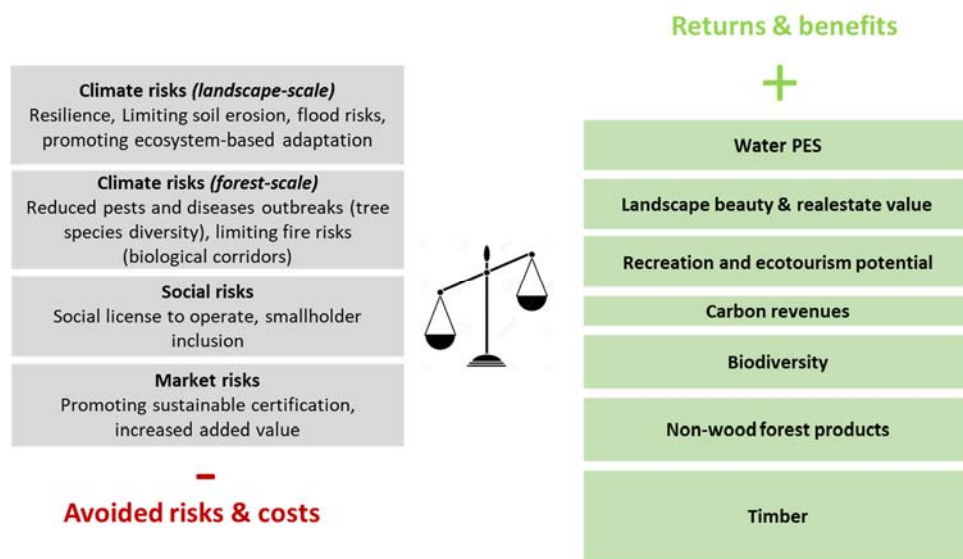 Returns & benefits
+
Climate risks (landscape-scale)
Resilience, Limiting soil erosion, flood risks,
promoting ecosystem-based adaptation
Climate risks (forest-scale)
Reduced pests and diseases outbreaks (tree
species diversity), limiting fire risks
(biological corridors)
Social risks
Social license to operate, smallholder
inclusion
Market risks
Promoting sustainable certification,
increased added value
-
Avoided risks & costs
Water PES
Landscape beauty & realestate value
Recreation and ecotourism potential
Carbon revenues
Biodiversity
Non-wood forest products
Timber